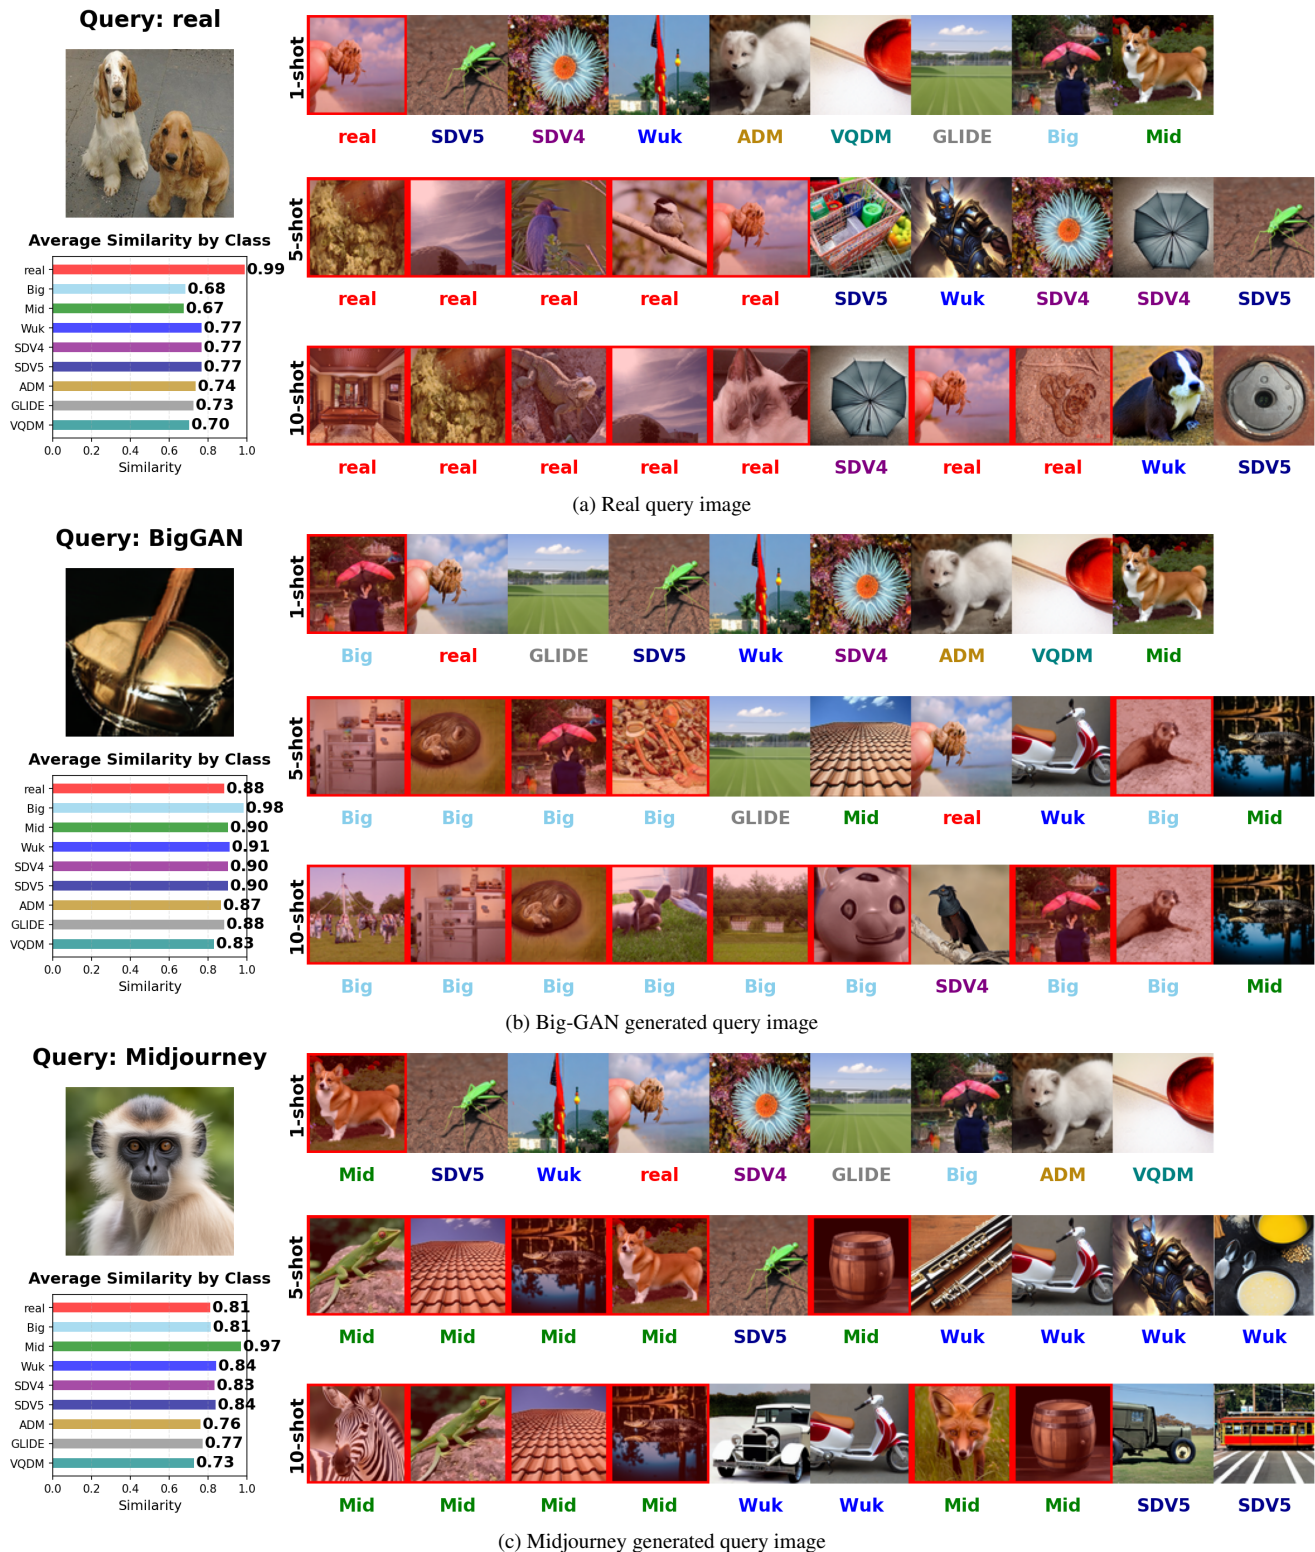 Query: real
1-shot
real SDV5 SDV4 Wuk ADM VQDM GLIDE Big Mid
Average Similarity by Class
real 0.99
Big 0.68
Mid 0.67
Wuk 0.77
SDV4 0.77
SDV5 0.77
ADM 0.74
GLIDE 0.73
VQDM 0.70
0.0 0.2 0.4 0.6 0.8 1.0
Similarity
5-shot
real real real real real SDV5 Wuk SDV4 SDV4 SDV5
10-shot
real real real real real SDV4 real real Wuk SDV5
(a) Real query image
Query: BigGAN
1-shot
Big real GLIDE SDV5 Wuk SDV4 ADM VQDM Mid
Average Similarity by Class
real 0.88
Big 0.98
Mid 0.90
Wuk 0.91
SDV4 0.90
SDV5 0.90
ADM 0.87
GLIDE 0.88
VQDM 0.83
0.0 0.2 0.4 0.6 0.8 1.0
Similarity
5-shot
Big Big Big Big GLIDE Mid real Wuk Big Mid
10-shot
Big Big Big Big Big Big SDV4 Big Big Mid
(b) Big-GAN generated query image
Query: Midjourney
1-shot
Mid SDV5 Wuk real SDV4 GLIDE Big ADM VQDM
Average Similarity by Class
real 0.81
Big 0.81
Mid 0.97
Wuk 0.84
SDV4 0.83
SDV5 0.84
ADM 0.76
GLIDE 0.77
VQDM 0.73
0.0 0.2 0.4 0.6 0.8 1.0
Similarity
5-shot
Mid Mid Mid Mid SDV5 Mid Wuk Wuk Wuk Wuk
10-shot
Mid Mid Mid Mid Wuk Wuk Mid Mid SDV5 SDV5
(c) Midjourney generated query image